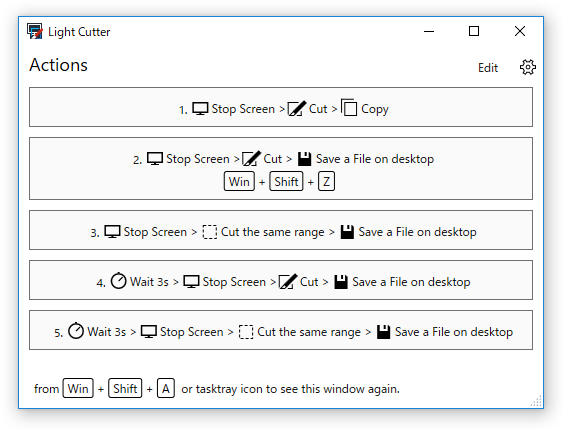 Light Cutter
Actions
Edit
1. Stop Screen > Cut > Copy
2. Stop Screen > Cut > Save a File on desktop
Win + Shift + Z
3. Stop Screen > Cut the same range > Save a File on desktop
4. Wait 3s > Stop Screen > Cut > Save a File on desktop
5. Wait 3s > Stop Screen > Cut the same range > Save a File on desktop
from Win + Shift + A or tasktray icon to see this window again.